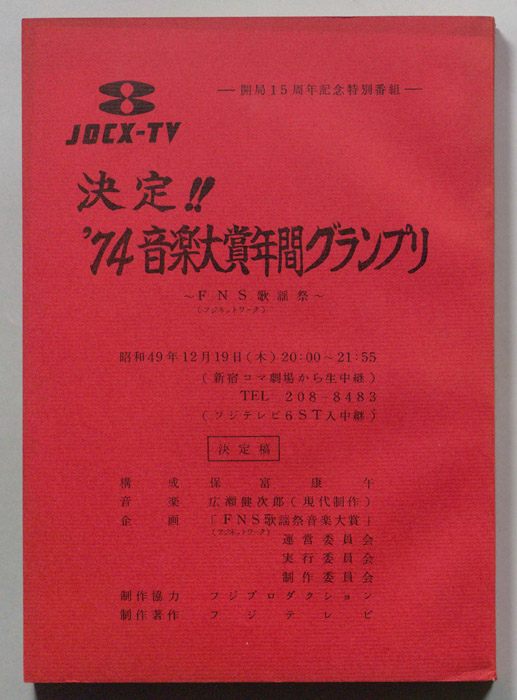 ― 開局15周年記念特別番組 ―
JOCX-TV
決定!!
'74音楽大賞年間グランプリ
～FNS歌謡祭～
(フジネットワーク)
昭和49年12月19日(木)20:00～21:55
(新宿コマ劇場から生中継)
TEL 208-8483
(フジテレビ6ST入中継)
決定稿
構成 保富康午
音楽 広瀬健次郎(現代制作)
企画 「FNS歌謡祭音楽大賞」
(フジネットワーク)
運営委員会
実行委員会
制作委員会
制作協力 フジプロダクション
制作著作 フジテレビ